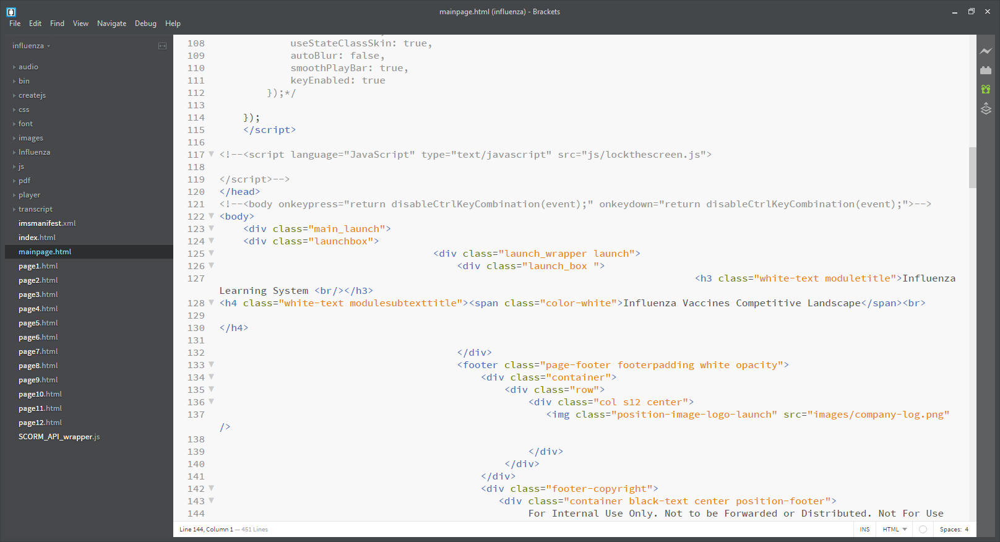 mainpage.html (influenza) - Brackets
File Edit Find View Navigate Debug Help
influenza
audio
bin
createjs
css
font
images
Influenza
js
pdf
player
transcript
imsmanifest.xml
index.html
mainpage.html
page1.html
page2.html
page3.html
page4.html
page5.html
page6.html
page7.html
page8.html
page9.html
page10.html
page11.html
page12.html
SCORM_API_wrapper.js
108 useStateClassSkin: true,
109 autoBlur: false,
110 smoothPlayBar: true,
111 keyEnabled: true
112 });*/
113
114 });
115 </script>
116
117 <!--<script language="JavaScript" type="text/javascript" src="js/lockthescreen.js">
118
119 </script>-->
120 </head>
121 <!--<body onkeypress="return disableCtrlKeyCombination(event);" onkeydown="return disableCtrlKeyCombination(event);">-->
122 <body>
123 <div class="main_launch">
124 <div class="launchbox">
125 <div class="launch_wrapper launch">
126 <div class="launch_box ">
127 <h3 class="white-text moduletitle">Influenza
Learning System <br/></h3>
128 <h4 class="white-text modulesubtexttitle"><span class="color-white">Influenza Vaccines Competitive Landscape</span><br>
129
130 </h4>
131
132 </div>
133 <footer class="page-footer footerpadding white opacity">
134 <div class="container">
135 <div class="row">
136 <div class="col s12 center">
137 <img class="position-image-logo-launch" src="images/company-log.png"
/>
138
139 </div>
140 </div>
141 </div>
142 <div class="footer-copyright">
143 <div class="container black-text center position-footer">
144 For Internal Use Only. Not to be Forwarded or Distributed. Not For Use
Line 144, Column 1 — 451 Lines
INS HTML Spaces: 4